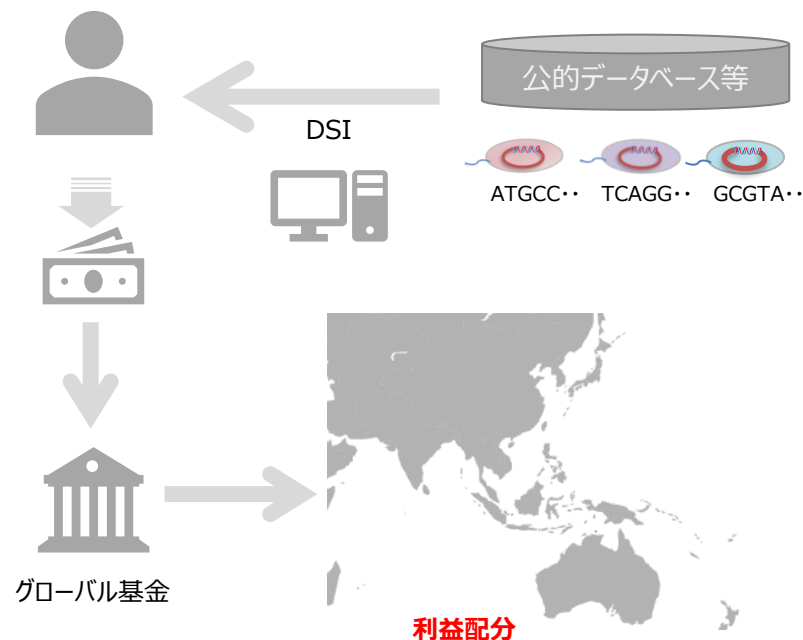 公的データベース等
DSI
ATGCC・・ TCAGG・・ GCGTA・・
グローバル基金
利益配分